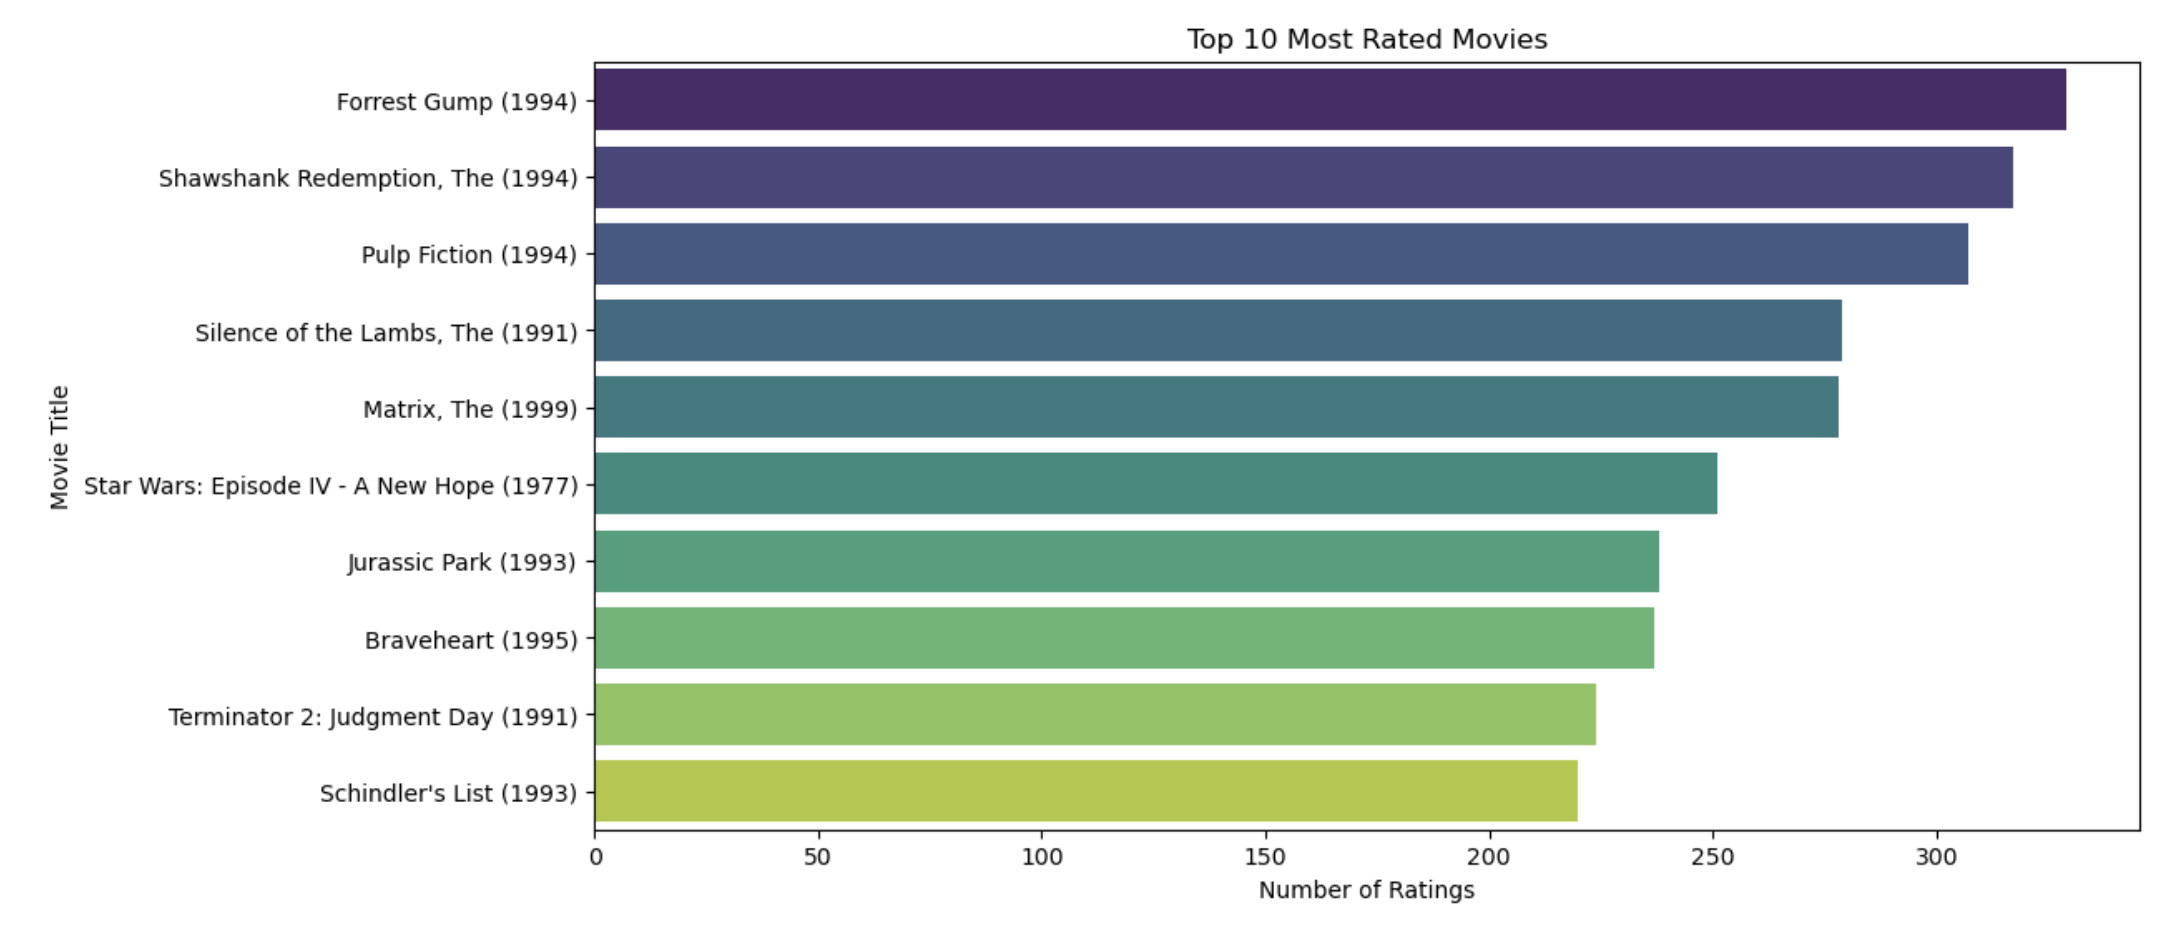 Top 10 Most Rated Movies
Movie Title
Forrest Gump (1994)
Shawshank Redemption, The (1994)
Pulp Fiction (1994)
Silence of the Lambs, The (1991)
Matrix, The (1999)
Star Wars: Episode IV - A New Hope (1977)
Jurassic Park (1993)
Braveheart (1995)
Terminator 2: Judgment Day (1991)
Schindler's List (1993)
0 50 100 150 200 250 300
Number of Ratings